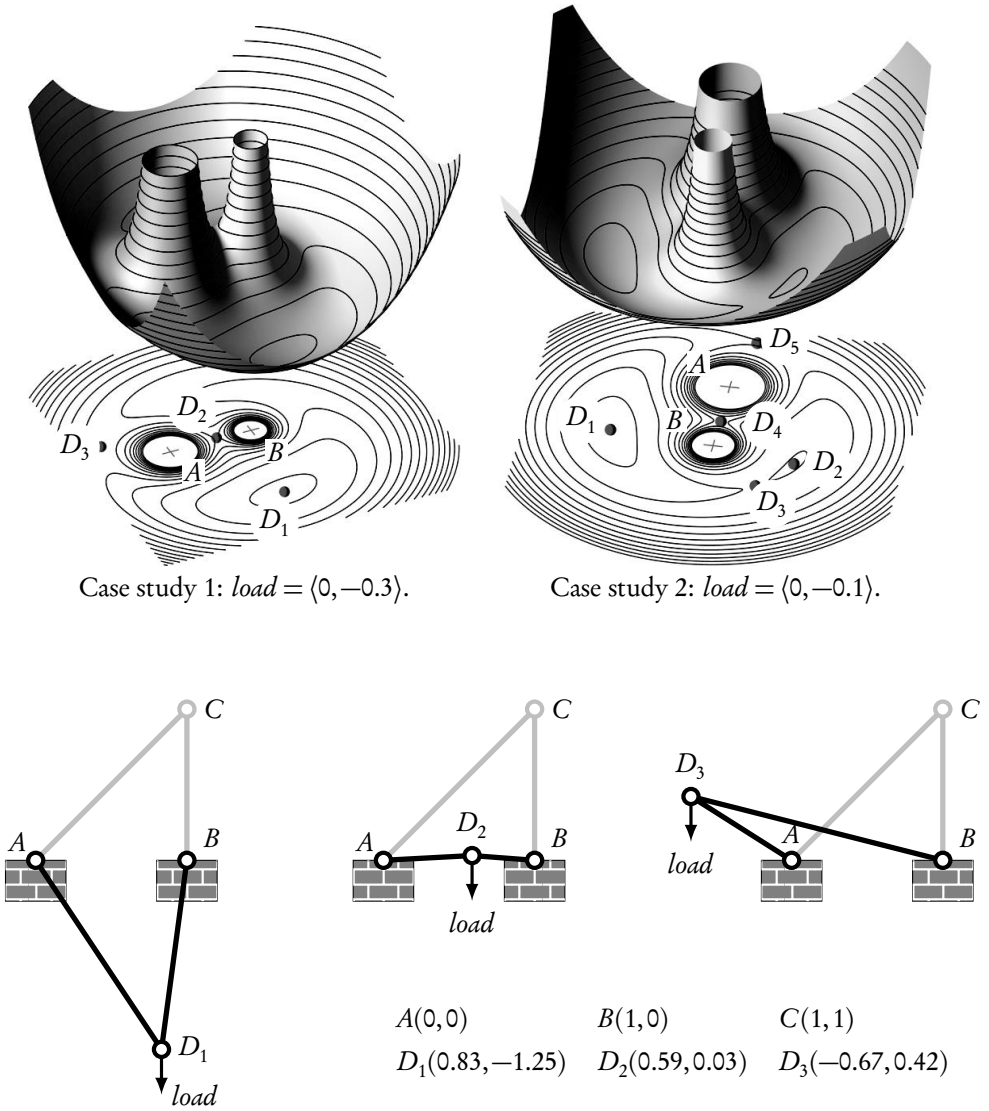 D₂
D₃
A
B
D₁
A
D₅
B
D₄
D₁
D₂
D₃
Case study 1: load = ⟨0,−0.3⟩.
Case study 2: load = ⟨0,−0.1⟩.
C
A
B
D₁
load
C
A
D₂
B
load
C
D₃
A
B
load
A(0,0) B(1,0) C(1,1)
D₁(0.83,−1.25) D₂(0.59,0.03) D₃(−0.67,0.42)